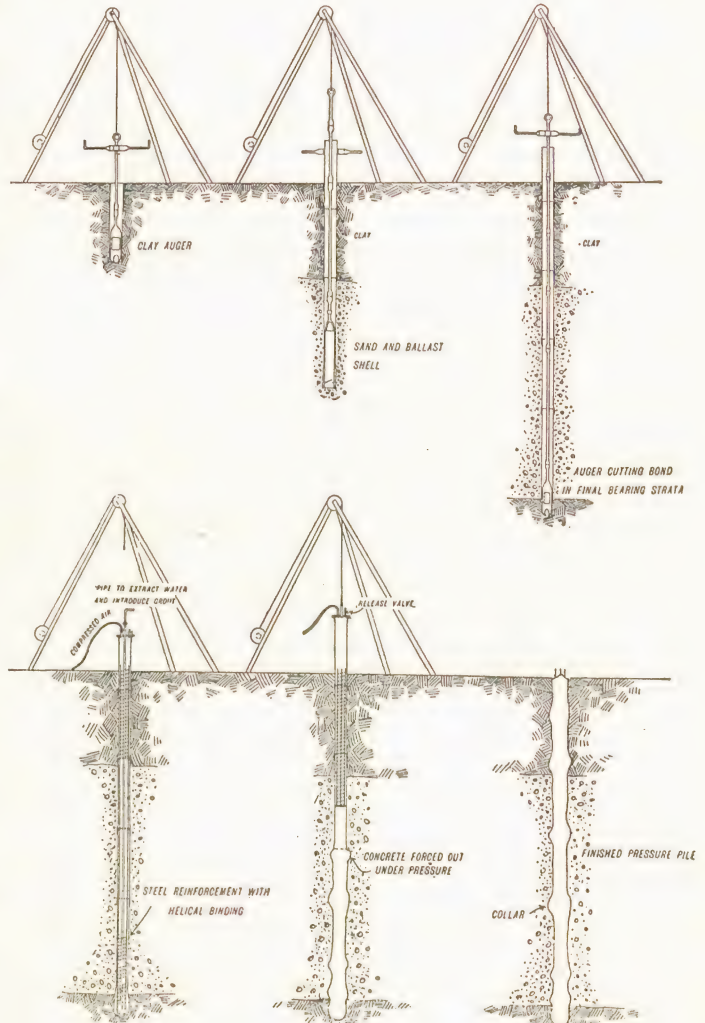 CLAY AUGER
CLAY
SAND AND BALLAST
SHELL
CLAY
AUGER CUTTING BOND
IN FINAL BEARING STRATA
PIPE TO EXTRACT WATER
AND INTRODUCE GROUT
COMPRESSED AIR
RELEASE VALVE
CONCRETE FORCED OUT
UNDER PRESSURE
STEEL REINFORCEMENT WITH
HELICAL BINDING
FINISHED PRESSURE PILE
COLLAR